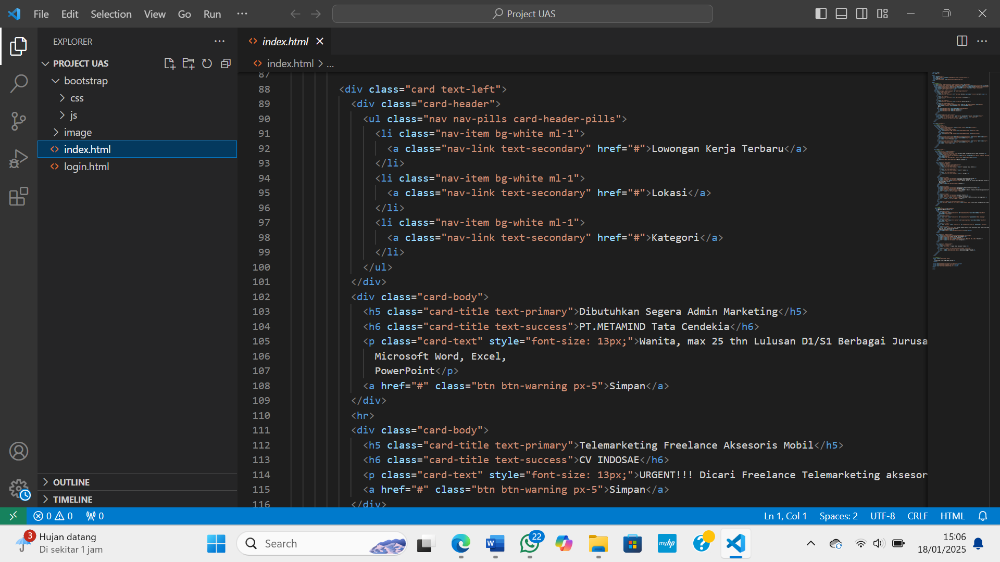 File Edit Selection View Go Run ···
Project UAS
EXPLORER
index.html
PROJECT UAS
bootstrap
css
js
image
index.html
login.html
OUTLINE
TIMELINE
index.html > ...
87
88 <div class="card text-left">
89 <div class="card-header">
90 <ul class="nav nav-pills card-header-pills">
91 <li class="nav-item bg-white ml-1">
92 <a class="nav-link text-secondary" href="#">Lowongan Kerja Terbaru</a>
93 </li>
94 <li class="nav-item bg-white ml-1">
95 <a class="nav-link text-secondary" href="#">Lokasi</a>
96 </li>
97 <li class="nav-item bg-white ml-1">
98 <a class="nav-link text-secondary" href="#">Kategori</a>
99 </li>
100 </ul>
101 </div>
102 <div class="card-body">
103 <h5 class="card-title text-primary">Dibutuhkan Segera Admin Marketing</h5>
104 <h6 class="card-title text-success">PT.METAMIND Tata Cendekia</h6>
105 <p class="card-text" style="font-size: 13px;">Wanita, max 25 thn Lulusan D1/S1 Berbagai Jurusa
106 Microsoft Word, Excel,
107 PowerPoint</p>
108 <a href="#" class="btn btn-warning px-5">Simpan</a>
109 </div>
110 <hr>
111 <div class="card-body">
112 <h5 class="card-title text-primary">Telemarketing Freelance Aksesoris Mobil</h5>
113 <h6 class="card-title text-success">CV INDOSAE</h6>
114 <p class="card-text" style="font-size: 13px;">URGENT!!! Dicari Freelance Telemarketing aksesor
115 <a href="#" class="btn btn-warning px-5">Simpan</a>
116 </div>
0 0 0
Ln 1, Col 1 Spaces: 2 UTF-8 CRLF HTML
3
Hujan datang
Di sekitar 1 jam
Search
W
22
myhp
?
15:06
18/01/2025